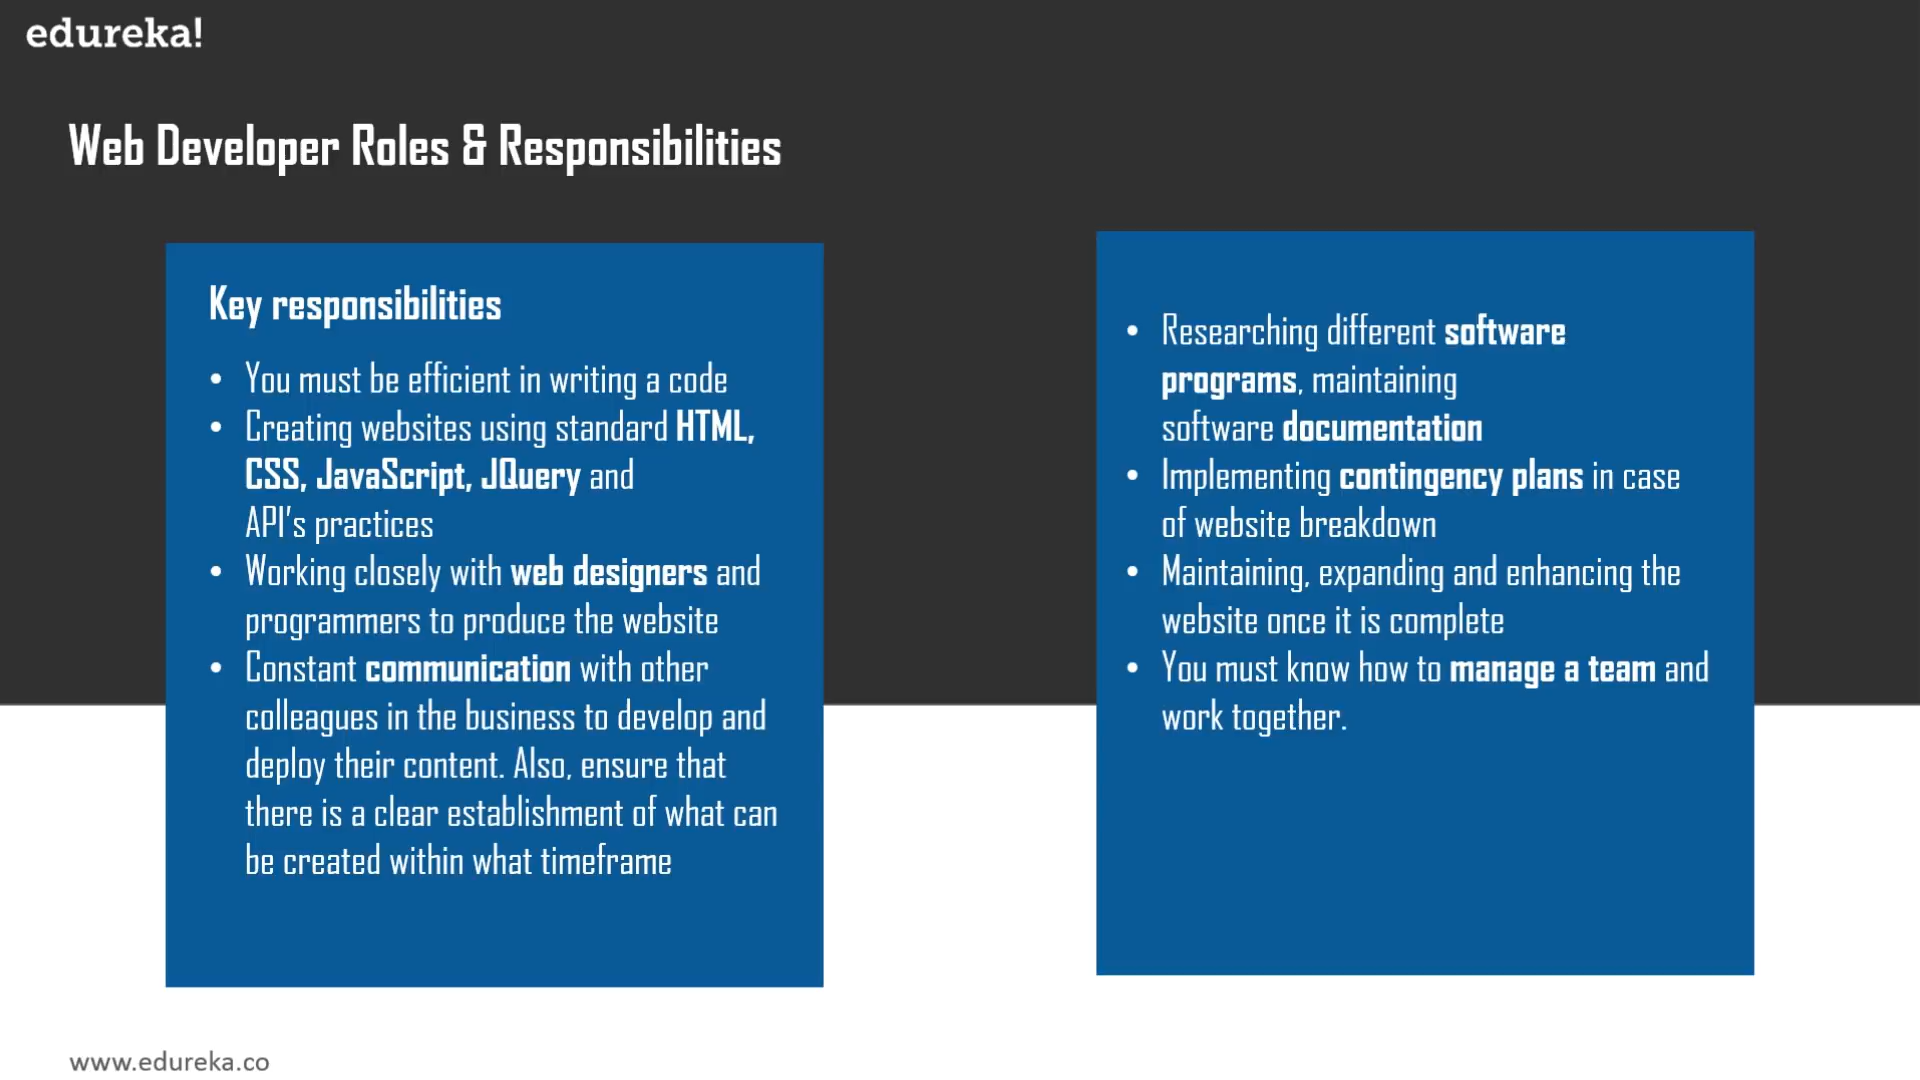 edureka!
Web Developer Roles & Responsibilities
Key responsibilities
• You must be efficient in writing a code
• Creating websites using standard HTML,
CSS, JavaScript, JQuery and
API's practices
• Working closely with web designers and
programmers to produce the website
• Constant communication with other
colleagues in the business to develop and
deploy their content. Also, ensure that
there is a clear establishment of what can
be created within what timeframe
• Researching different software
programs, maintaining
software documentation
• Implementing contingency plans in case
of website breakdown
• Maintaining, expanding and enhancing the
website once it is complete
• You must know how to manage a team and
work together.
www.edureka.co